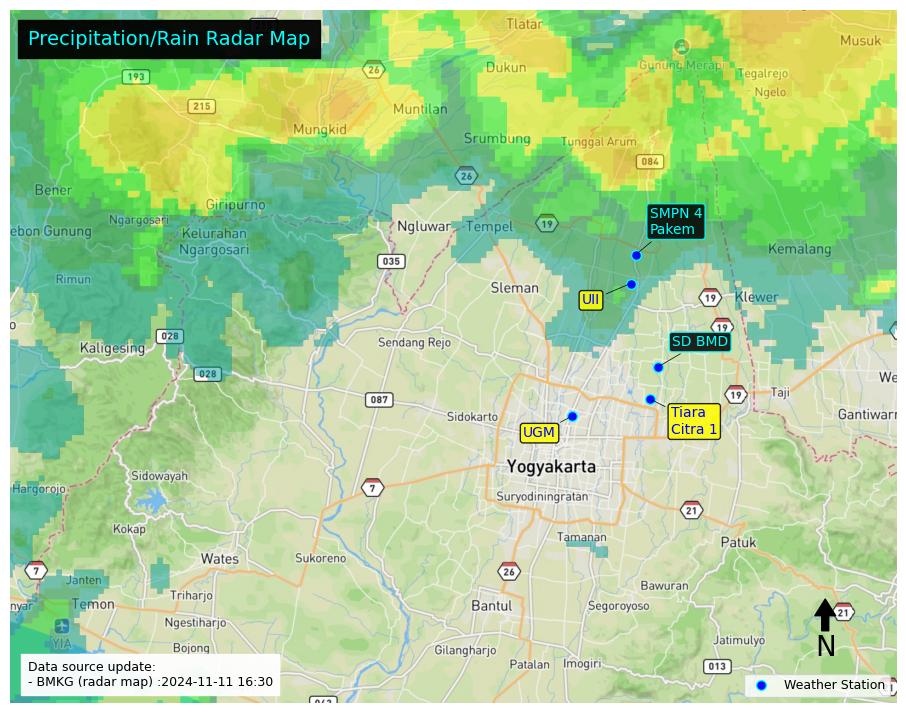 Precipitation/Rain Radar Map
Tlatar
Musuk
26
Dukun
Gunung Merapi
193
Tegalrejo
Ngelo
215
Muntilan
Mungkid
Srumbung
Tunggal Arum
084
26
Bener
Giripurno
SMPN 4
Pakem
Ngargosari
Ngluwar
Tempel
19
ebon Gunung
Kelurahan
Ngargosari
Kemalang
035
Rimun
Sleman
UII
19
Klewer
19
028
Kaligesing
Sendang Rejo
SD BMD
028
We
087
19
Taji
Sidokarto
Tiara
Citra 1
Gantiwarn
UGM
Yogyakarta
Sidowayah
Hargorejo
7
Suryodiningratan
21
Kokap
Tamanan
Patuk
Wates
Sukoreno
7
26
Janten
Bawuran
nyar
Temon
Triharjo
Bantul
Segoroyoso
21
Ngestiharjo
YIA
Jatimulyo
N
Bojong
Gilangharjo
Patalan
Imogiri
013
Data source update:
- BMKG (radar map) :2024-11-11 16:30
Weather Station